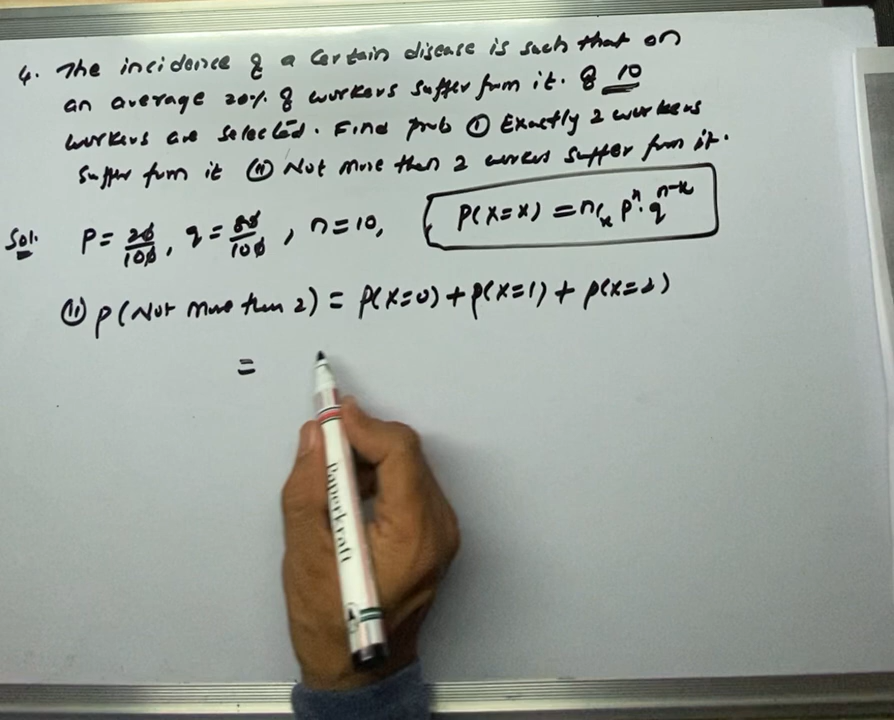 4. The incidence of a certain disease is such that on
an average 20% of workers suffer from it. If 10
workers are selected. Find prob (i) Exactly 2 workers
suffer from it (ii) Not more than 2 workers suffer from it.
Sol. P = 20/100, q = 80/100, n = 10, P(X=x) = nCx p^x . q^n-x
(ii) P(Not more than 2) = P(X=0) + P(X=1) + P(X=2)
=
Paperkraft